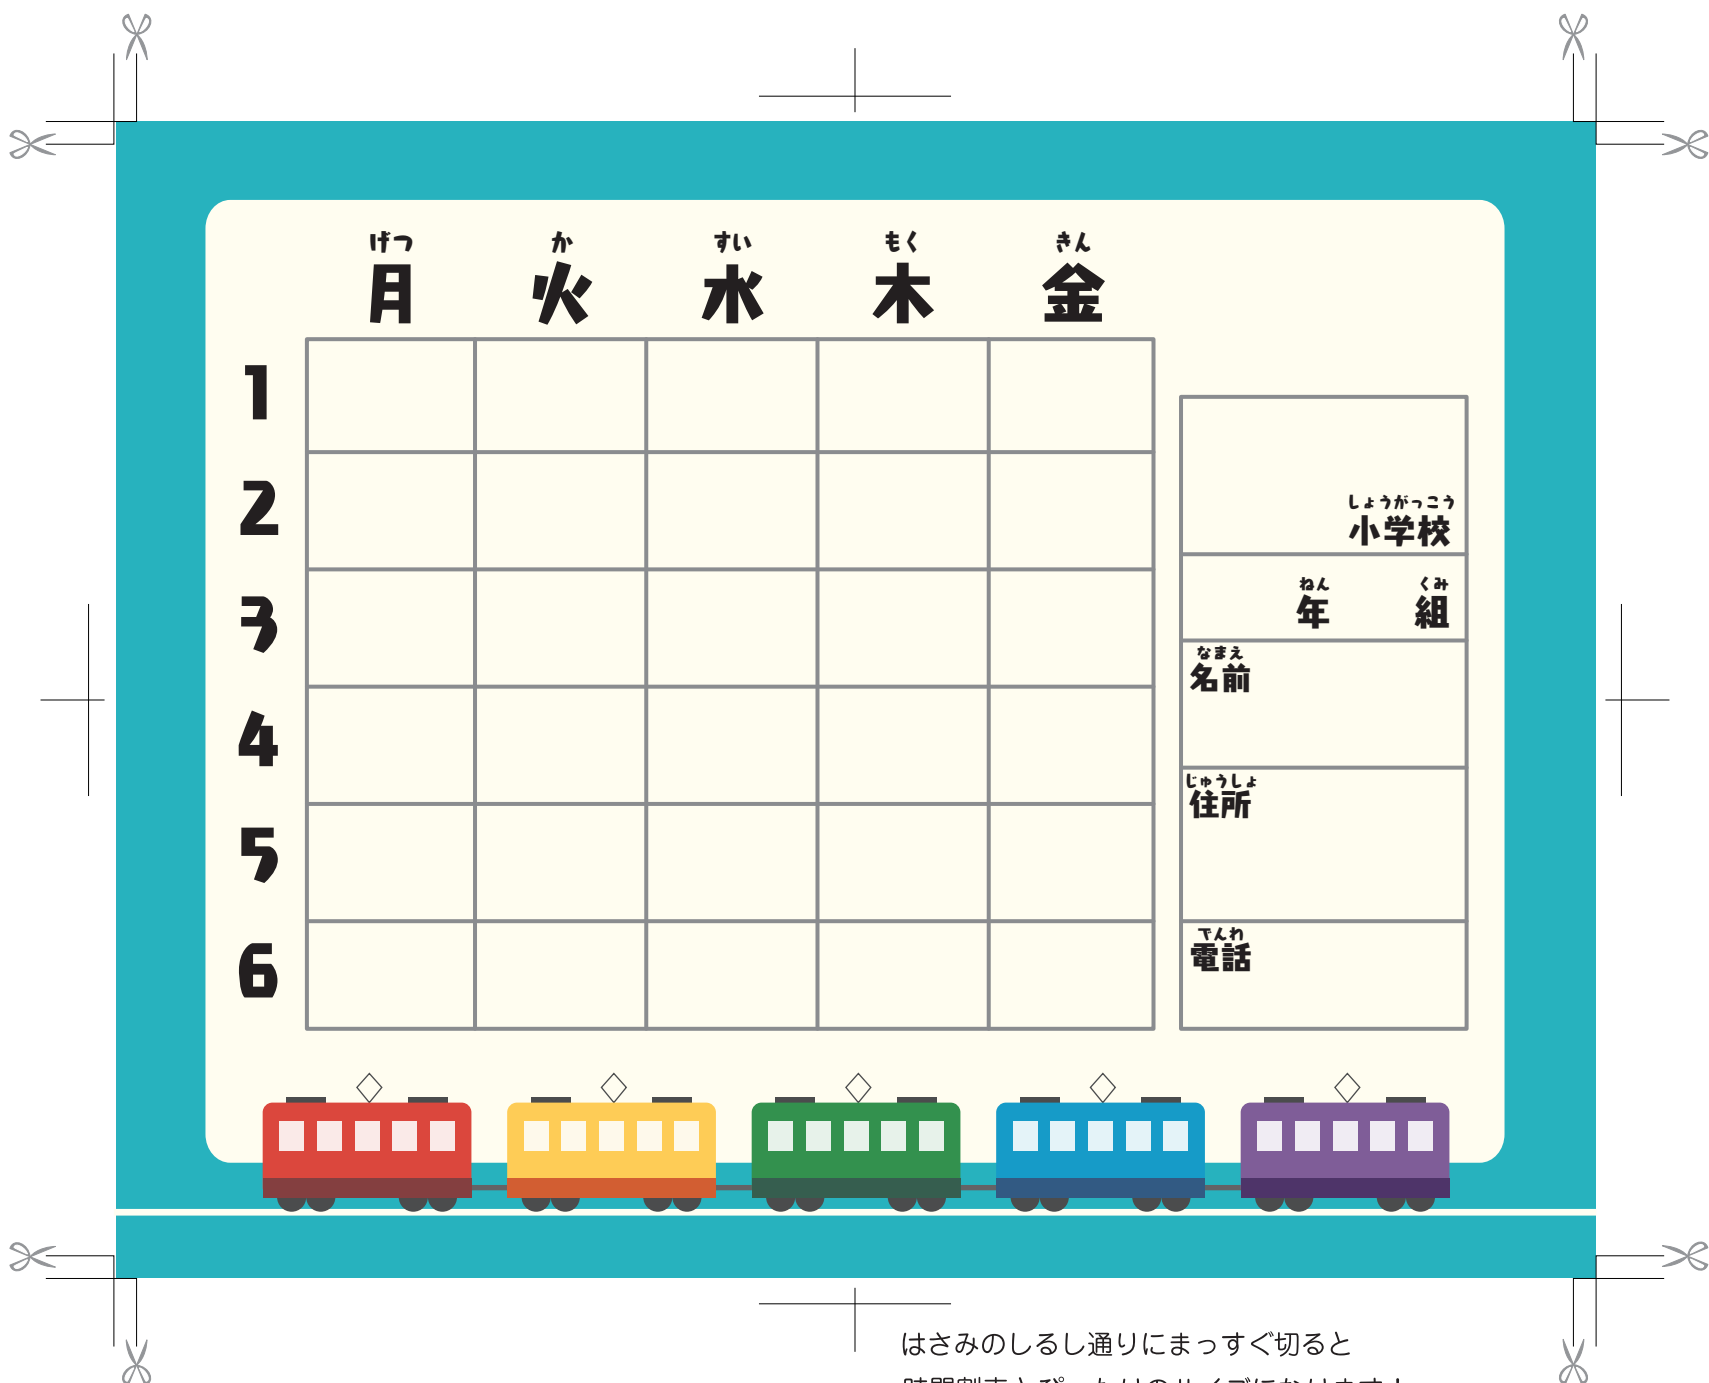 げつ か すい もく きん
月 火 水 木 金
1
2
3
4
5
6
しょうがっこう
小学校
ねん くみ
年 組
なまえ
名前
じゅうしょ
住所
でんわ
電話
はさみのしるし通りにまっすぐ切ると